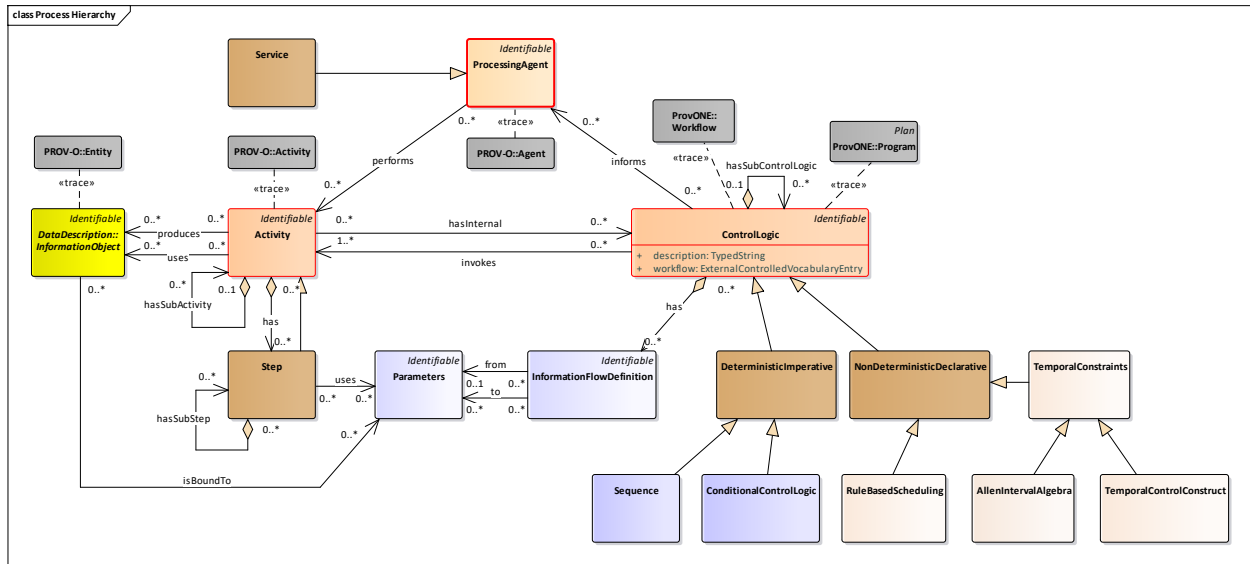 class Process Hierarchy
Service
Identifiable
ProcessingAgent
PROV-O::Entity
PROV-O::Activity
PROV-O::Agent
ProvONE::
Workflow
Plan
ProvONE::Program
«trace»
«trace»
«trace»
«trace»
«trace»
0..*
0..*
performs
0..*
0..*
informs
hasSubControlLogic
0..1
0..*
Identifiable
DataDescription::
InformationObject
0..*
produces
0..*
0..*
uses
0..*
0..*
Identifiable
Activity
0..*
hasInternal
0..*
1..*
invokes
0..*
Identifiable
ControlLogic
+ description: TypedString
+ workflow: ExternalControlledVocabularyEntry
0..*
hasSubActivity
0..1
0..*
has
0..*
has
0..*
0..*
Step
0..*
hasSubStep
0..*
uses
0..*
0..*
Identifiable
Parameters
from
0..1
0..*
to
0..*
0..*
Identifiable
InformationFlowDefinition
0..*
isBoundTo
DeterministicImperative
NonDeterministicDeclarative
TemporalConstraints
Sequence
ConditionalControlLogic
RuleBasedScheduling
AllenIntervalAlgebra
TemporalControlConstruct